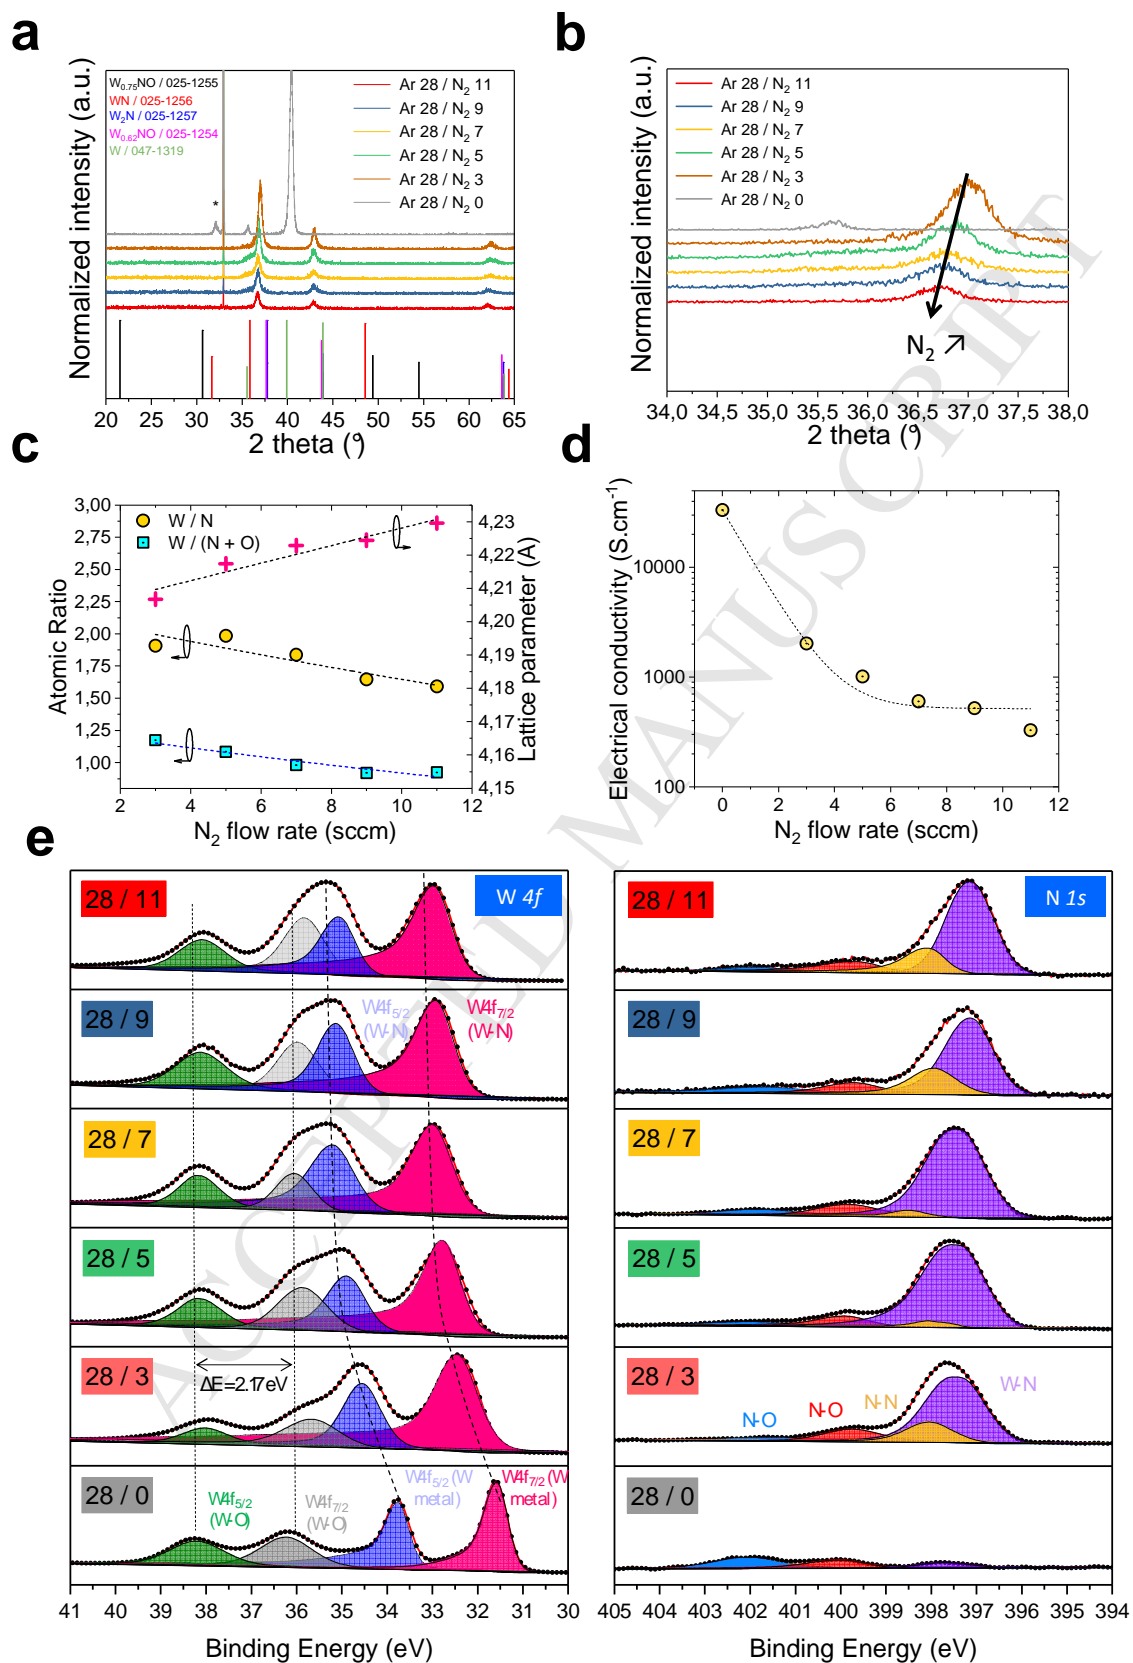 a
Normalized intensity (a.u.)
W0.75NO / 025-1255
WN / 025-1256
W2N / 025-1257
W0.62NO / 025-1254
W / 047-1319
*
Ar 28 / N2 11
Ar 28 / N2 9
Ar 28 / N2 7
Ar 28 / N2 5
Ar 28 / N2 3
Ar 28 / N2 0
20 25 30 35 40 45 50 55 60 65
2 theta (°)
b
Normalized intensity (a.u.)
Ar 28 / N2 11
Ar 28 / N2 9
Ar 28 / N2 7
Ar 28 / N2 5
Ar 28 / N2 3
Ar 28 / N2 0
N2 ↗
34,0 34,5 35,0 35,5 36,0 36,5 37,0 37,5 38,0
2 theta (°)
c
Atomic Ratio
3,00
2,75
2,50
2,25
2,00
1,75
1,50
1,25
1,00
W / N
W / (N + O)
4,23
4,22
4,21
4,20
4,19
4,18
4,17
4,16
4,15
Lattice parameter (A)
2 4 6 8 10 12
N2 flow rate (sccm)
d
Electrical conductivity (S.cm-1)
10000
1000
100
0 2 4 6 8 10 12
N2 flow rate (sccm)
e
28 / 11
W 4f
28 / 9
W4f5/2
(W-N)
W4f7/2
(W-N)
28 / 7
28 / 5
28 / 3
ΔE=2.17eV
28 / 0
W4f5/2
(W-O)
W4f7/2
(W-O)
W4f5/2 (W
metal)
W4f7/2 (W
metal)
41 40 39 38 37 36 35 34 33 32 31 30
Binding Energy (eV)
28 / 11
N 1s
28 / 9
28 / 7
28 / 5
28 / 3
N-O
N-O
N-N
W-N
28 / 0
405 404 403 402 401 400 399 398 397 396 395 394
Binding Energy (eV)
ACCEPTED MANUSCRIPT